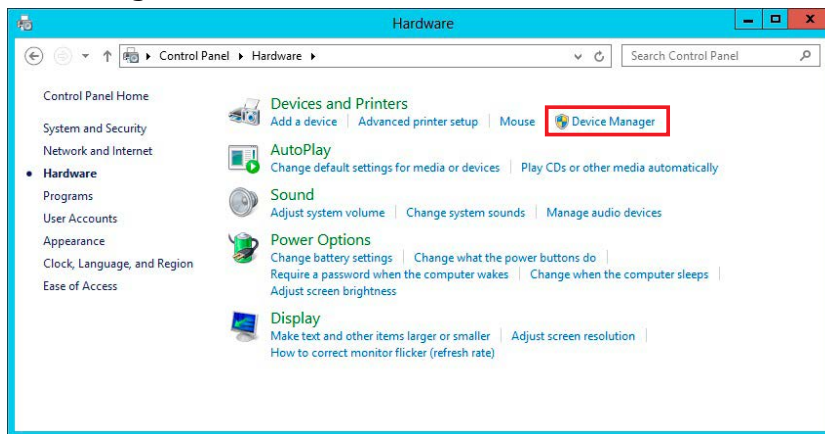 Hardware
Control Panel Hardware
Search Control Panel
Control Panel Home
System and Security
Network and Internet
Hardware
Programs
User Accounts
Appearance
Clock, Language, and Region
Ease of Access
Devices and Printers
Add a device Advanced printer setup Mouse Device Manager
AutoPlay
Change default settings for media or devices Play CDs or other media automatically
Sound
Adjust system volume Change system sounds Manage audio devices
Power Options
Change battery settings Change what the power buttons do
Require a password when the computer wakes Change when the computer sleeps
Adjust screen brightness
Display
Make text and other items larger or smaller Adjust screen resolution
How to correct monitor flicker (refresh rate)